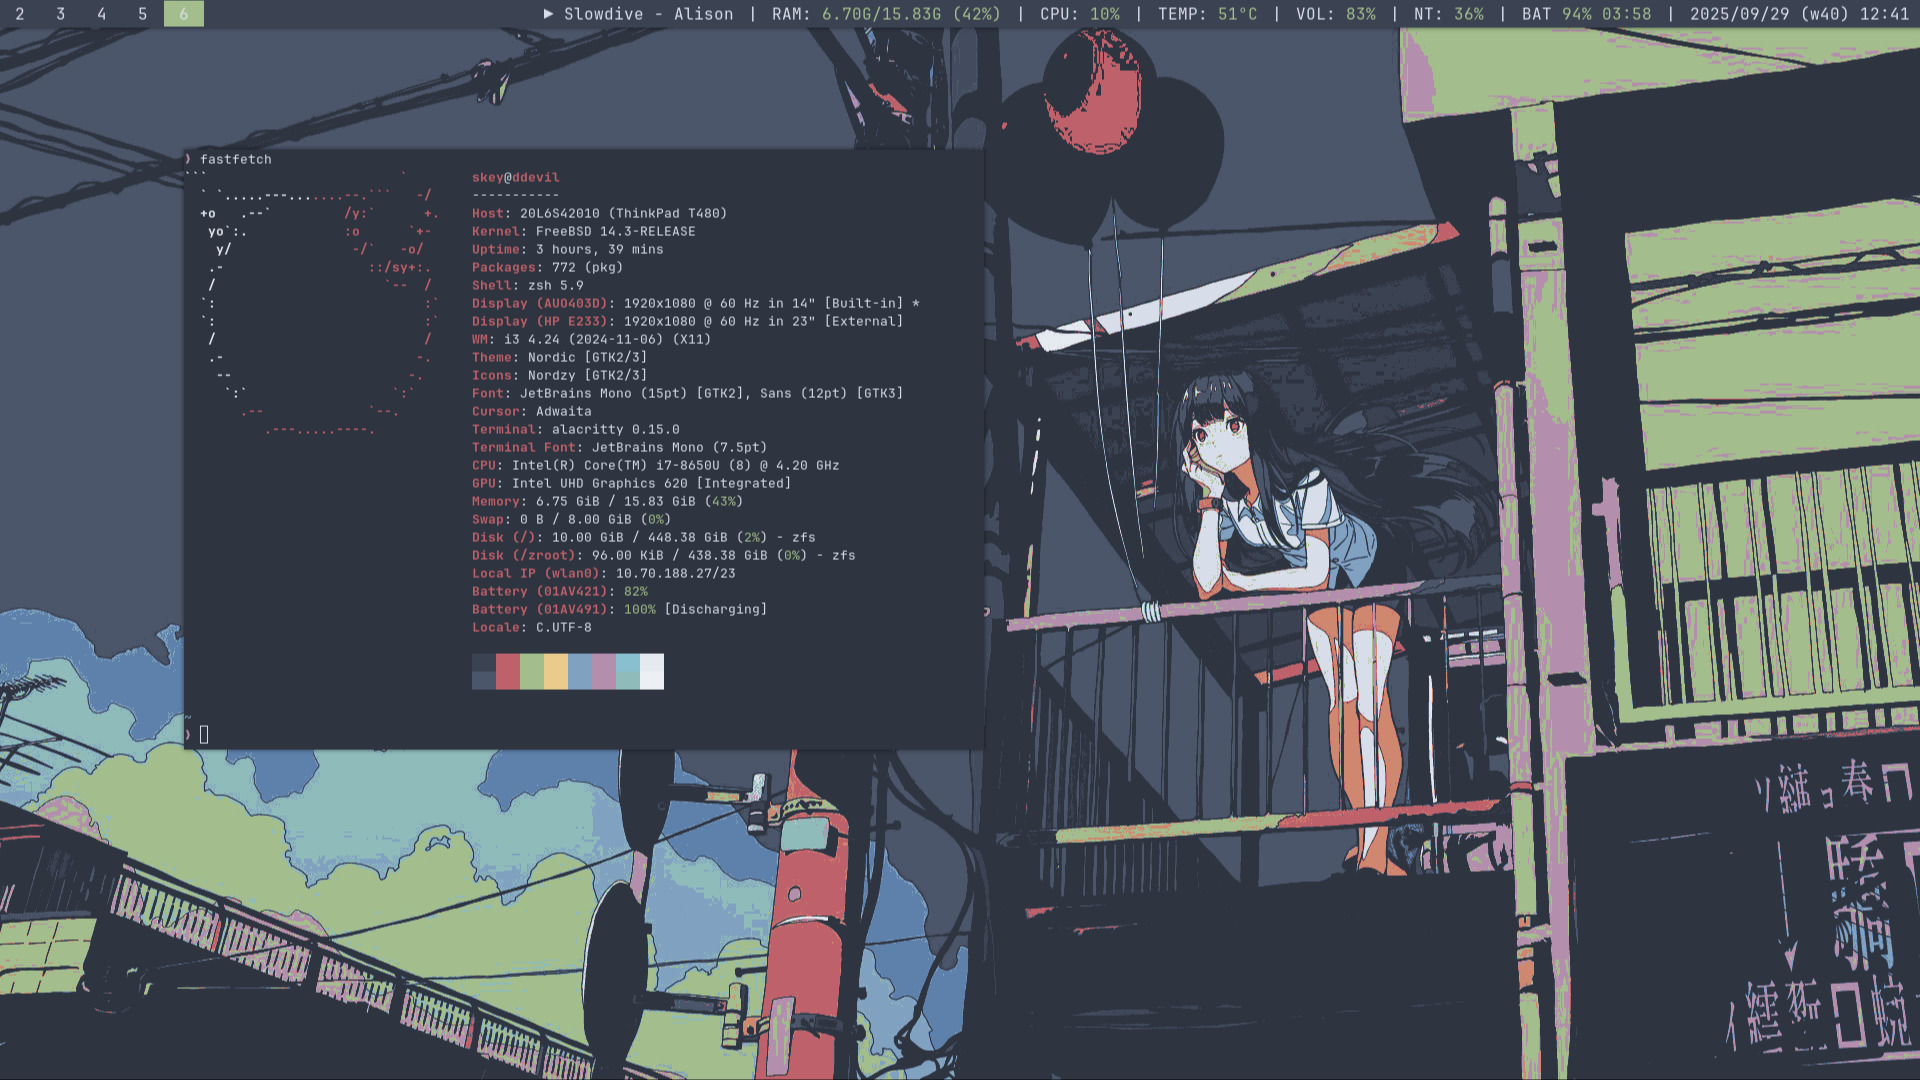 2 3 4 5 6 ▶ Slowdive - Alison | RAM: 6.70G/15.83G (42%) | CPU: 10% | TEMP: 51°C | VOL: 83% | NT: 36% | BAT 94% 03:58 | 2025/09/29 (w40) 12:41
❯ fastfetch
skey@ddevil
-----------
Host: 20L6S42010 (ThinkPad T480)
Kernel: FreeBSD 14.3-RELEASE
Uptime: 3 hours, 39 mins
Packages: 772 (pkg)
Shell: zsh 5.9
Display (AUO403D): 1920x1080 @ 60 Hz in 14" [Built-in] *
Display (HP E233): 1920x1080 @ 60 Hz in 23" [External]
WM: i3 4.24 (2024-11-06) (X11)
Theme: Nordic [GTK2/3]
Icons: Nordzy [GTK2/3]
Font: JetBrains Mono (15pt) [GTK2], Sans (12pt) [GTK3]
Cursor: Adwaita
Terminal: alacritty 0.15.0
Terminal Font: JetBrains Mono (7.5pt)
CPU: Intel(R) Core(TM) i7-8650U (8) @ 4.20 GHz
GPU: Intel UHD Graphics 620 [Integrated]
Memory: 6.75 GiB / 15.83 GiB (43%)
Swap: 0 B / 8.00 GiB (0%)
Disk (/): 10.00 GiB / 448.38 GiB (2%) - zfs
Disk (/zroot): 96.00 KiB / 438.38 GiB (0%) - zfs
Local IP (wlan0): 10.70.188.27/23
Battery (01AV421): 82%
Battery (01AV491): 100% [Discharging]
Locale: C.UTF-8
~
❯